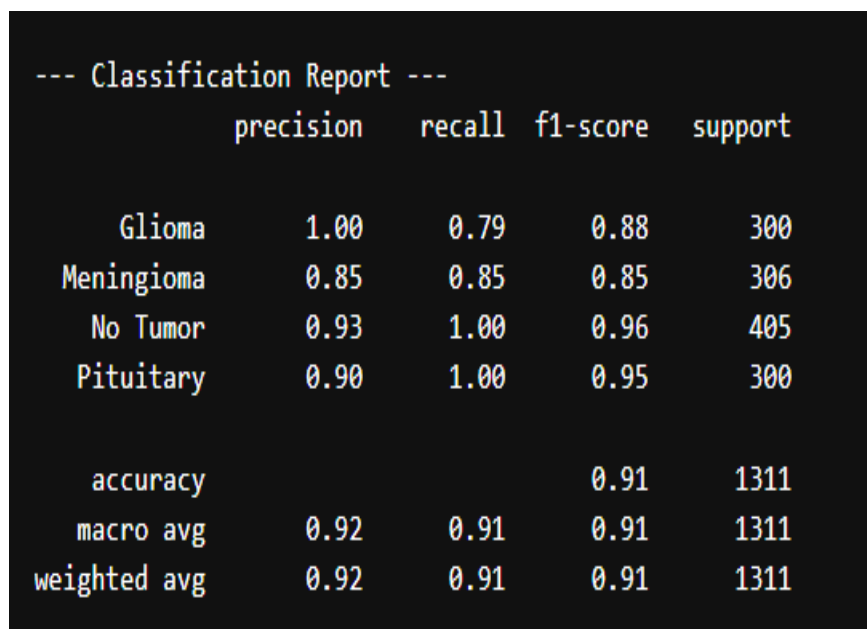 --- Classification Report ---
precision recall f1-score support
Glioma 1.00 0.79 0.88 300
Meningioma 0.85 0.85 0.85 306
No Tumor 0.93 1.00 0.96 405
Pituitary 0.90 1.00 0.95 300
accuracy 0.91 1311
macro avg 0.92 0.91 0.91 1311
weighted avg 0.92 0.91 0.91 1311